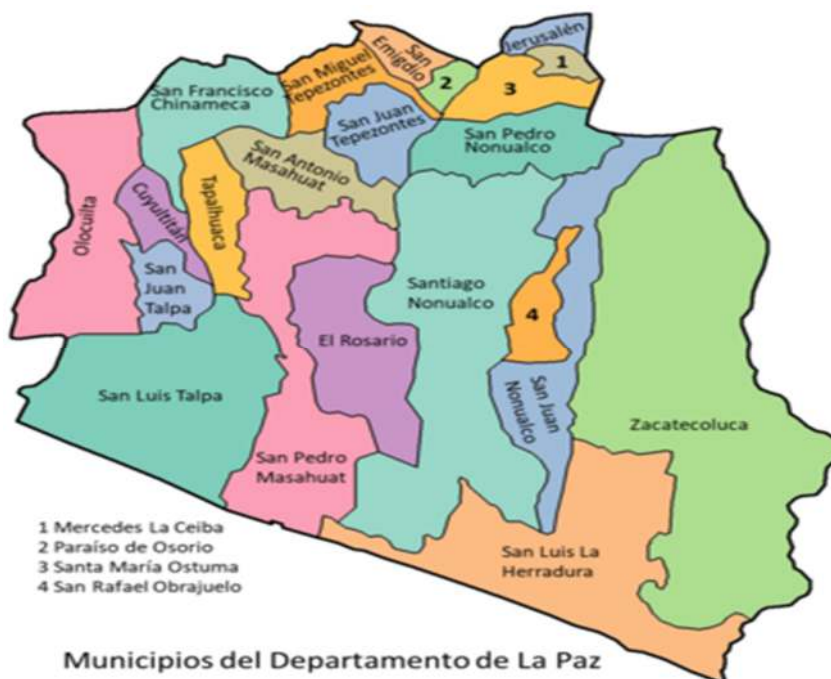 Jerusalén
San
Emigdio
1
2
3
San Miguel
Tepezontes
San Francisco
Chinameca
San Juan
Tepezontes
San Pedro
Nonualco
San Antonio
Masahuat
Olocuilta
Cuyultitán
Tapalhuaca
San
Juan
Talpa
Santiago
Nonualco
4
El Rosario
San Luis Talpa
San Juan
Nonualco
Zacatecoluca
San Pedro
Masahuat
San Luis La
Herradura
1 Mercedes La Ceiba
2 Paraíso de Osorio
3 Santa María Ostuma
4 San Rafael Obrajuelo
Municipios del Departamento de La Paz